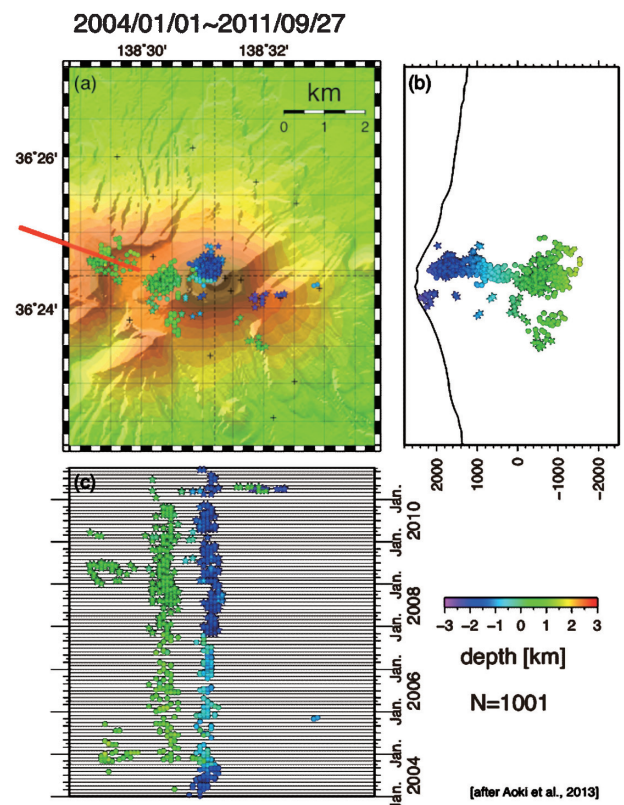 2004/01/01~2011/09/27
138˚30' 138˚32'
(a)
km
0 1 2
36˚26'
36˚24'
(b)
2000 1000 0 −1000 −2000
(c)
Jan.
2010
Jan.
Jan.
2008
Jan.
Jan.
2006
Jan.
Jan.
2004
Jan.
−3 −2 −1 0 1 2 3
depth [km]
N=1001
[after Aoki et al., 2013]